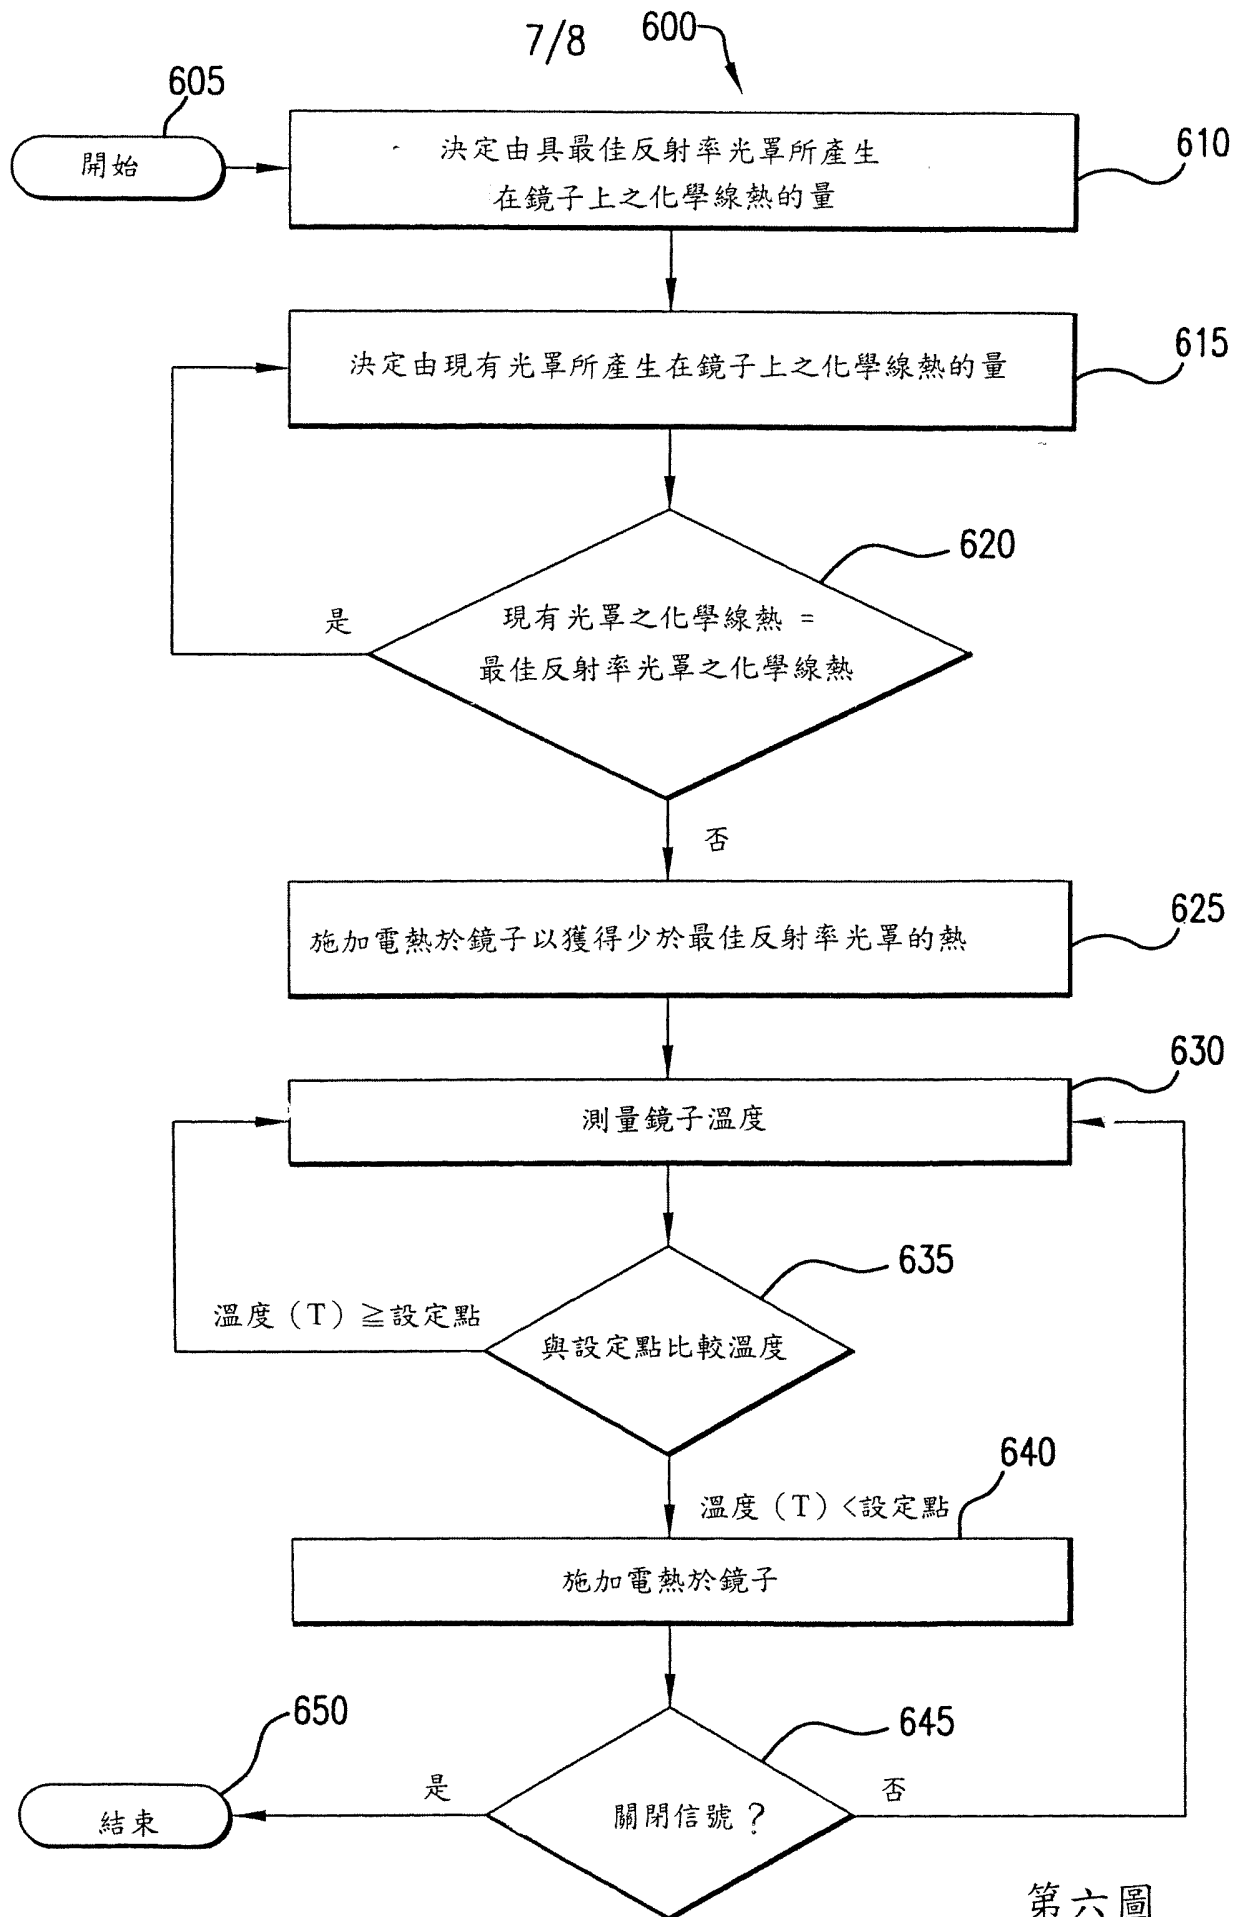 7/8
600
605
開始
決定由具最佳反射率光罩所產生
在鏡子上之化學線熱的量
610
決定由現有光罩所產生在鏡子上之化學線熱的量
615
620
現有光罩之化學線熱 =
最佳反射率光罩之化學線熱
是
否
施加電熱於鏡子以獲得少於最佳反射率光罩的熱
625
630
測量鏡子溫度
635
溫度（T）≧設定點
與設定點比較溫度
640
溫度（T）<設定點
施加電熱於鏡子
650
645
是
否
結束
關閉信號？
第六圖